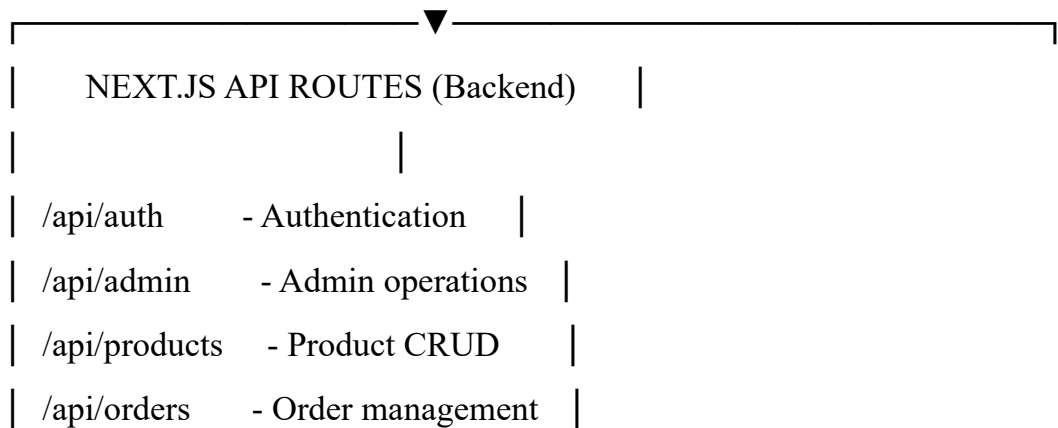 NEXT.JS API ROUTES (Backend)
/api/auth - Authentication
/api/admin - Admin operations
/api/products - Product CRUD
/api/orders - Order management